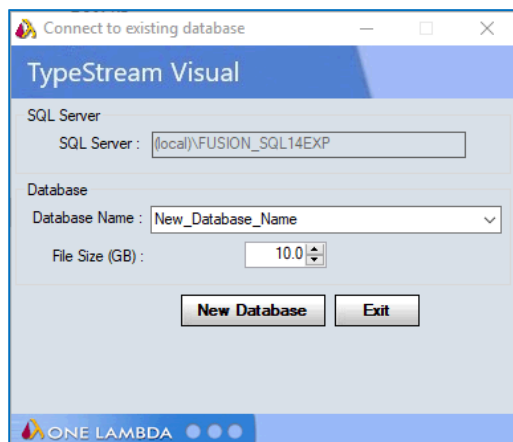 Connect to existing database
TypeStream Visual
SQL Server
SQL Server : (local)\FUSION_SQL14EXP
Database
Database Name : New_Database_Name
File Size (GB) : 10.0
New Database Exit
ONE LAMBDA